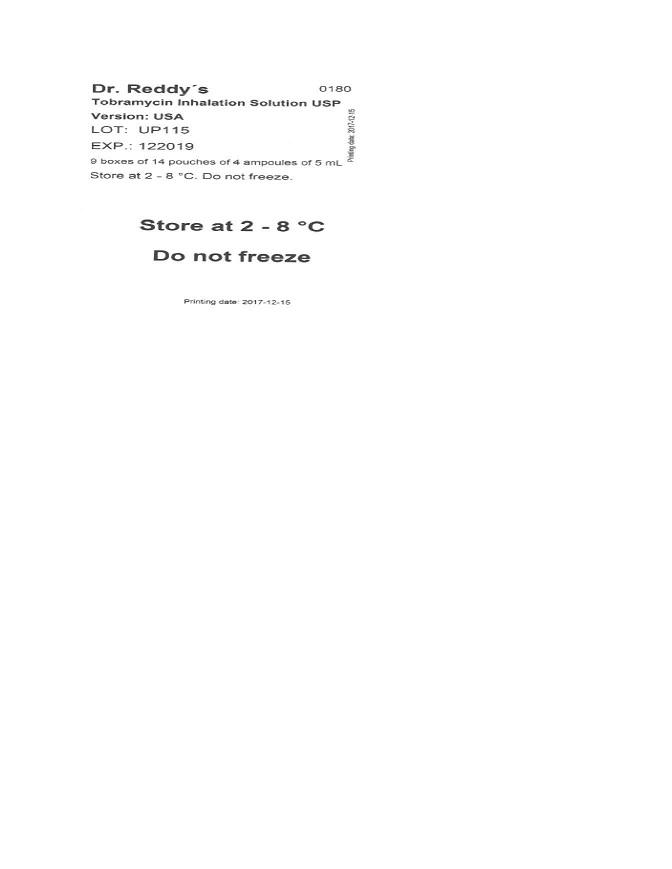 Dr. Reddy´s 0180
Tobramycin Inhalation Solution USP
Version: USA
LOT: UP115
EXP.: 122019
9 boxes of 14 pouches of 4 ampoules of 5 mL
Store at 2 - 8 °C. Do not freeze.
Printing date: 2017-12-15
Store at 2 - 8 °C
Do not freeze
Printing date: 2017-12-15